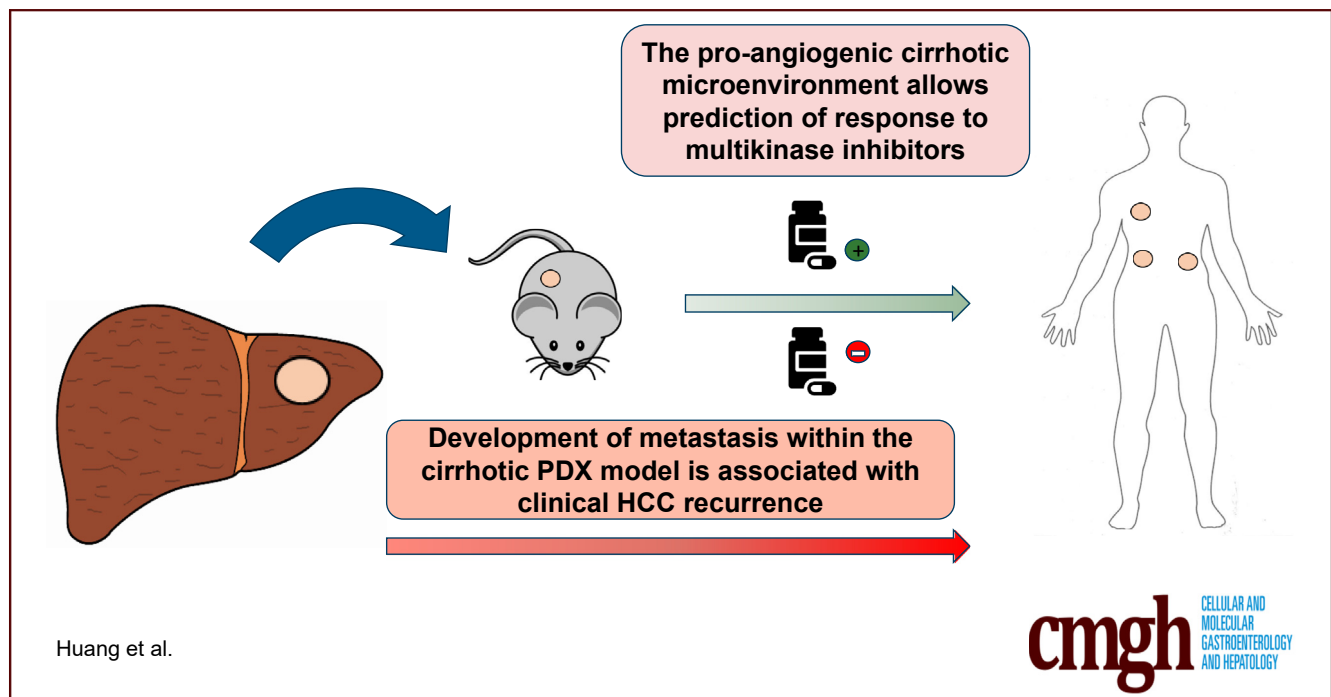 The pro-angiogenic cirrhotic
microenvironment allows
prediction of response to
multikinase inhibitors
+
−
Development of metastasis within the
cirrhotic PDX model is associated with
clinical HCC recurrence
Huang et al.
cmgh
CELLULAR AND
MOLECULAR
GASTROENTEROLOGY
AND HEPATOLOGY